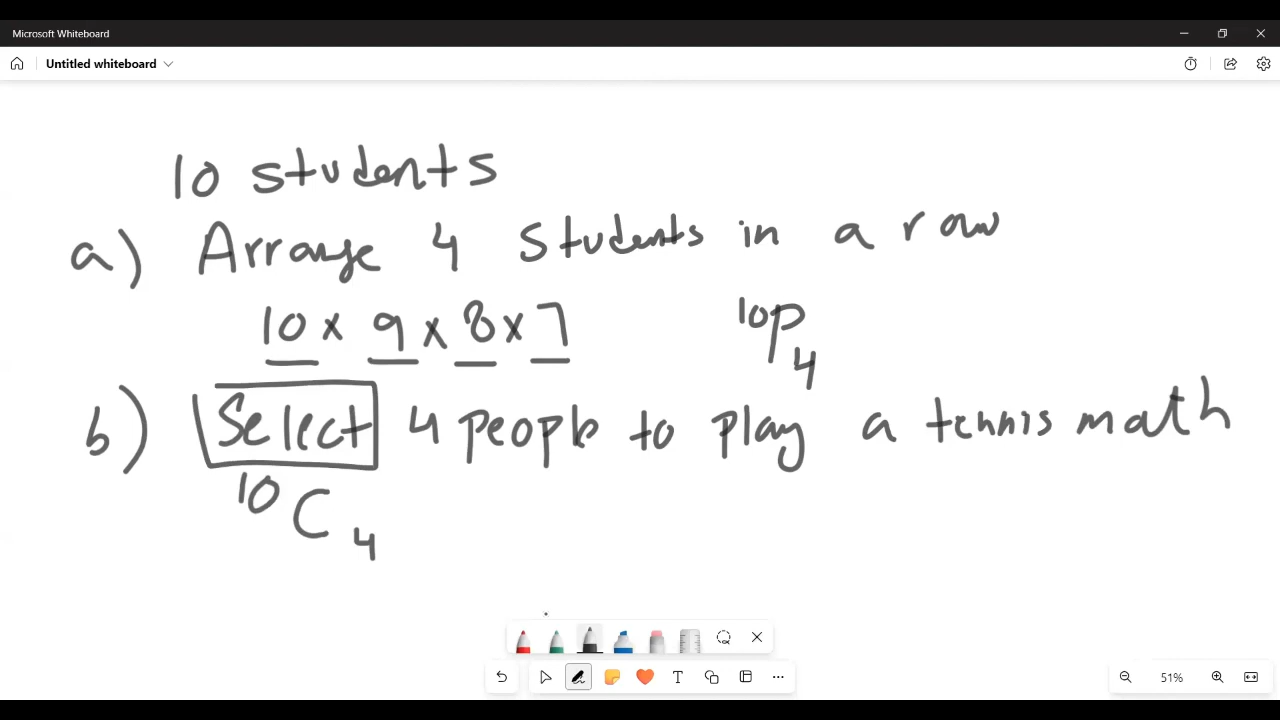 Microsoft Whiteboard
Untitled whiteboard
10 students
a) Arrange 4 students in a row
10 × 9 × 8 × 7 ¹⁰P₄
b) Select 4 people to play a tennis math
¹⁰C₄
51%